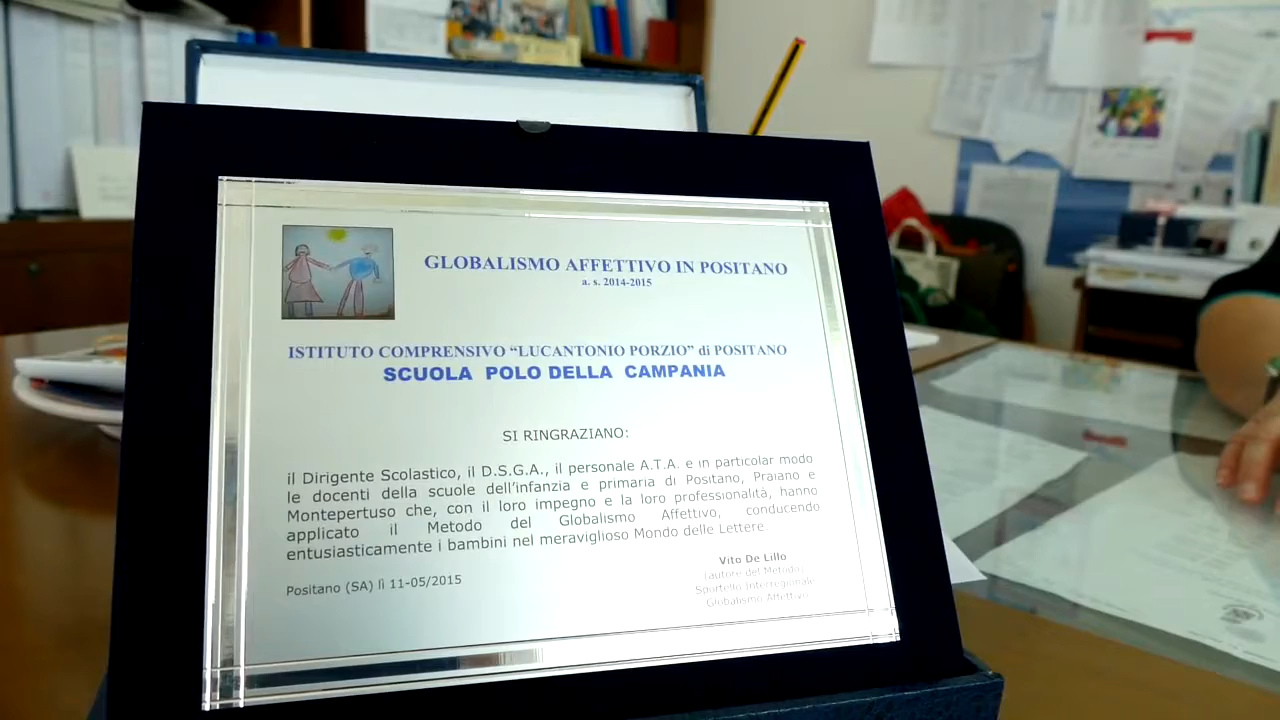 GLOBALISMO AFFETTIVO IN POSITANO
a. s. 2014-2015
ISTITUTO COMPRENSIVO “LUCANTONIO PORZIO” di POSITANO
SCUOLA POLO DELLA CAMPANIA
SI RINGRAZIANO:
il Dirigente Scolastico, il D.S.G.A., il personale A.T.A. e in particolar modo
le docenti della scuole dell'infanzia e primaria di Positano, Praiano e
Montepertuso che, con il loro impegno e la loro professionalità, hanno
applicato il Metodo del Globalismo Affettivo, conducendo
entusiasticamente i bambini nel meraviglioso Mondo delle Lettere
Positano (SA) lì 11-05/2015
Vito De Lillo
(autore del Metodo)
Sportello Interregionale
Globalismo Affettivo